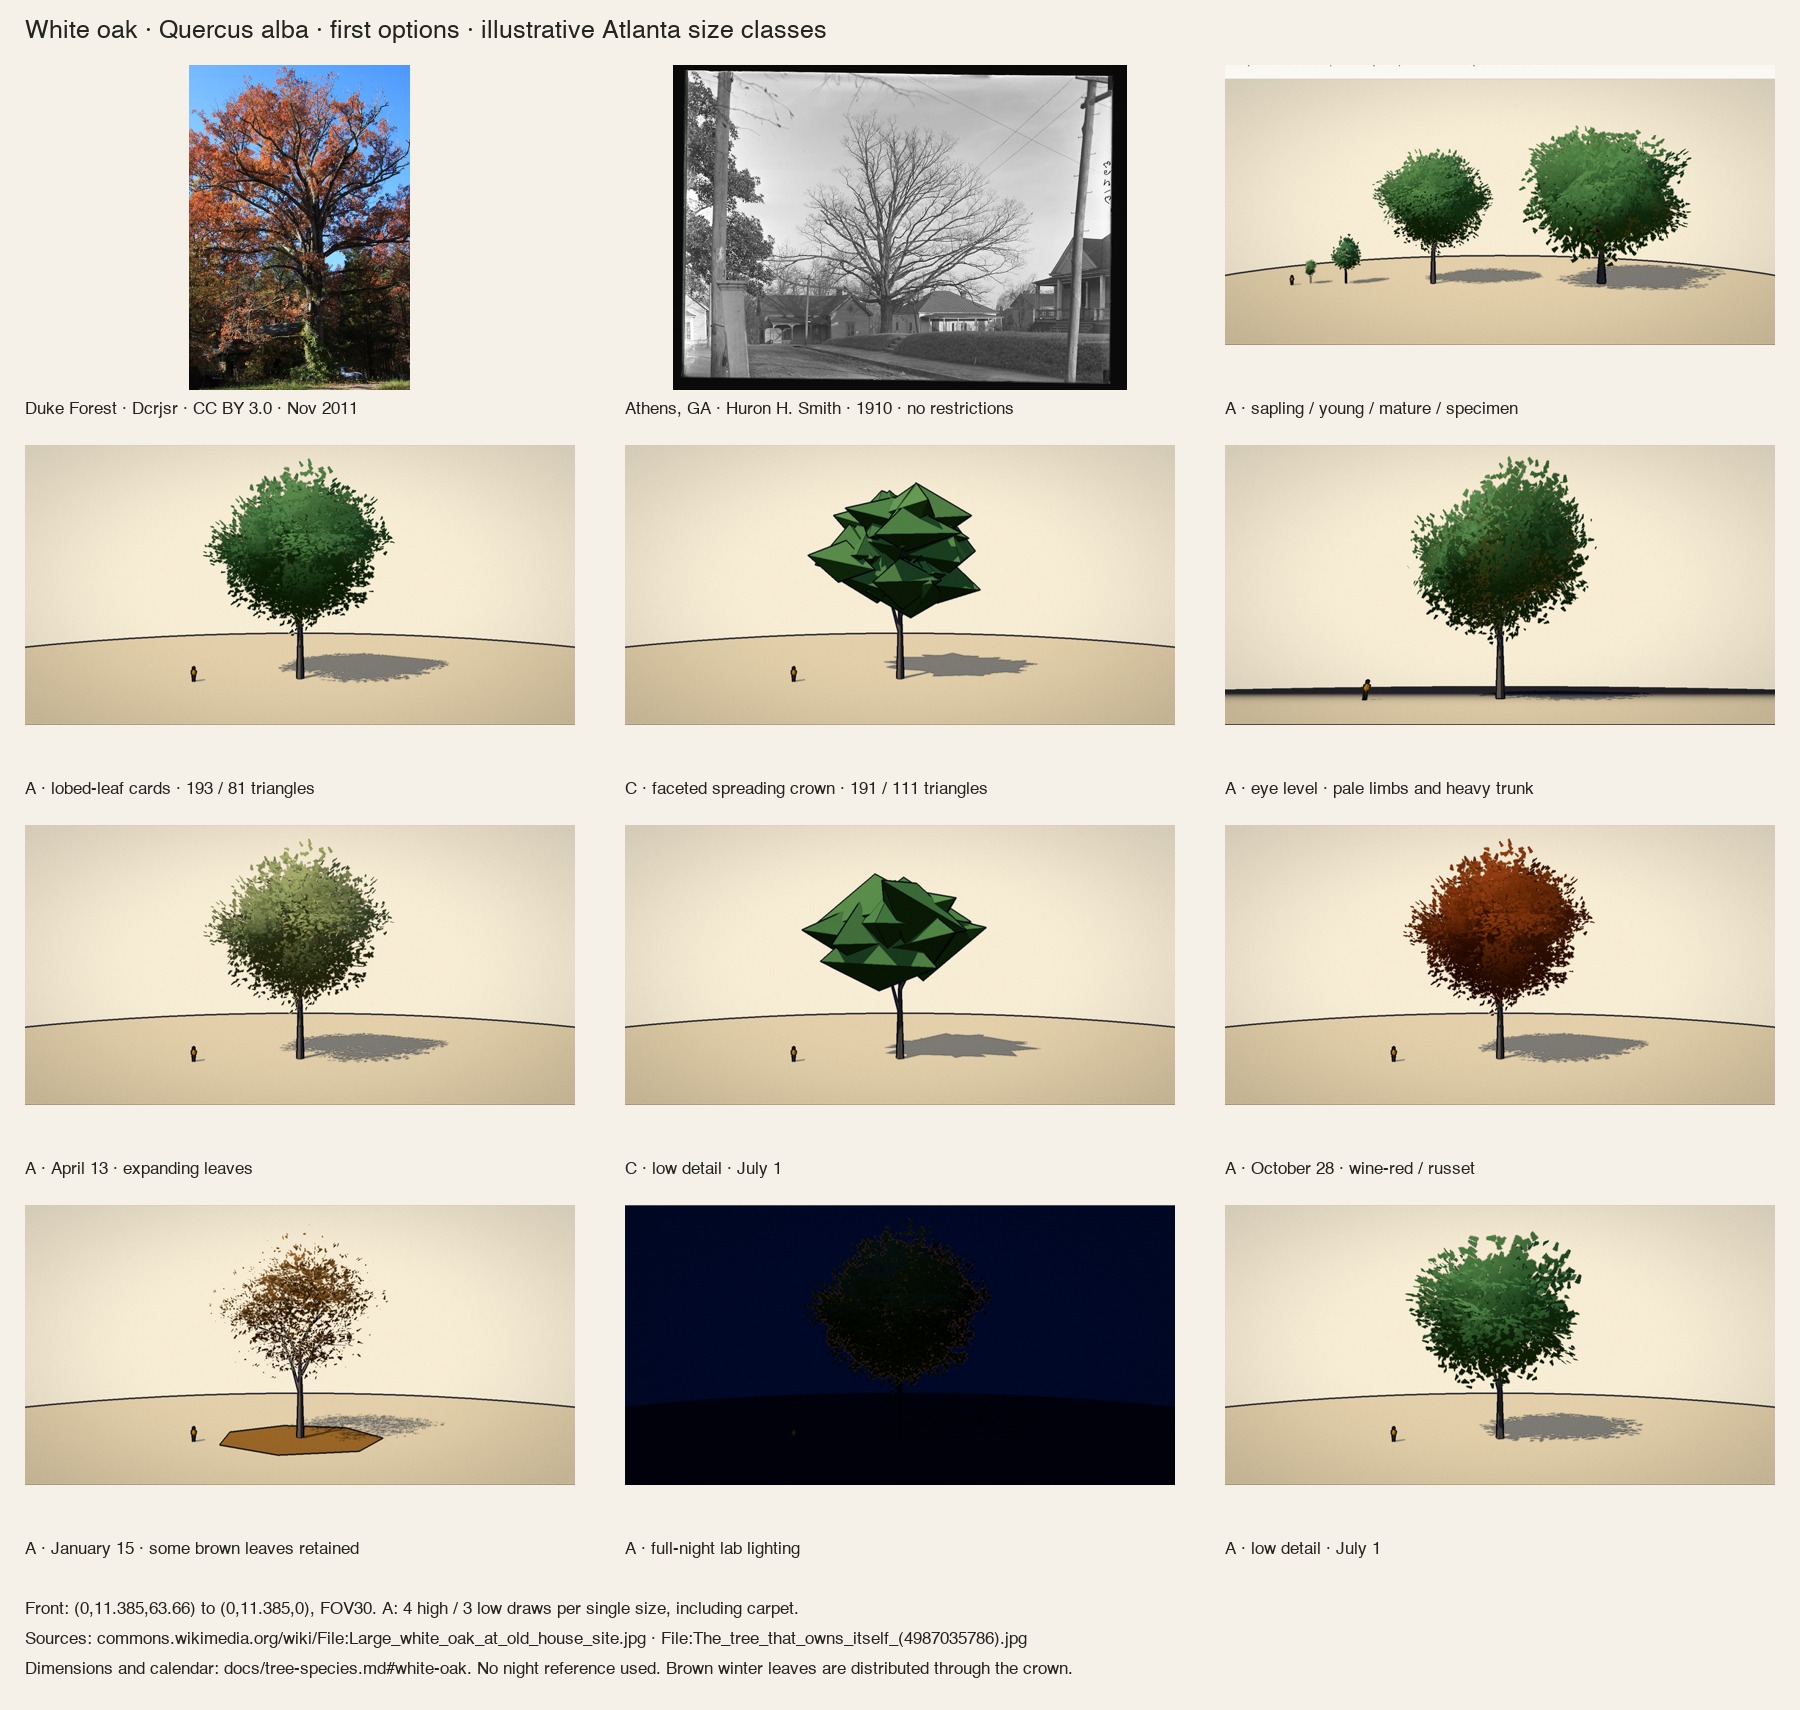 White oak · Quercus alba · first options · illustrative Atlanta size classes
Duke Forest · Dcrjsr · CC BY 3.0 · Nov 2011
Athens, GA · Huron H. Smith · 1910 · no restrictions
A · sapling / young / mature / specimen
A · lobed-leaf cards · 193 / 81 triangles
C · faceted spreading crown · 191 / 111 triangles
A · eye level · pale limbs and heavy trunk
A · April 13 · expanding leaves
C · low detail · July 1
A · October 28 · wine-red / russet
A · January 15 · some brown leaves retained
A · full-night lab lighting
A · low detail · July 1
Front: (0,11.385,63.66) to (0,11.385,0), FOV30. A: 4 high / 3 low draws per single size, including carpet.
Sources: commons.wikimedia.org/wiki/File:Large_white_oak_at_old_house_site.jpg · File:The_tree_that_owns_itself_(4987035786).jpg
Dimensions and calendar: docs/tree-species.md#white-oak. No night reference used. Brown winter leaves are distributed through the crown.